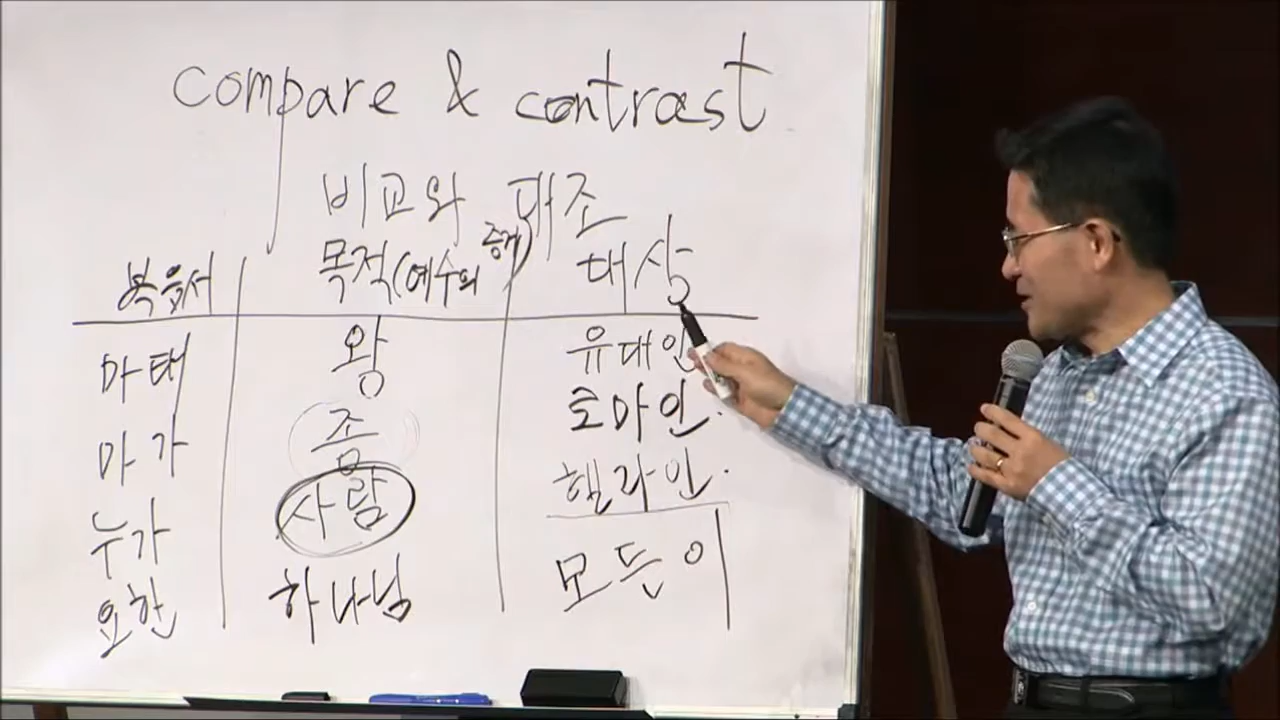 compare & contrast
비교와 대조
복음서 목적(예수의 증거) 대상
마태 왕 유대인
마가 종 로마인.
누가 사람 헬라인.
요한 하나님 모든이